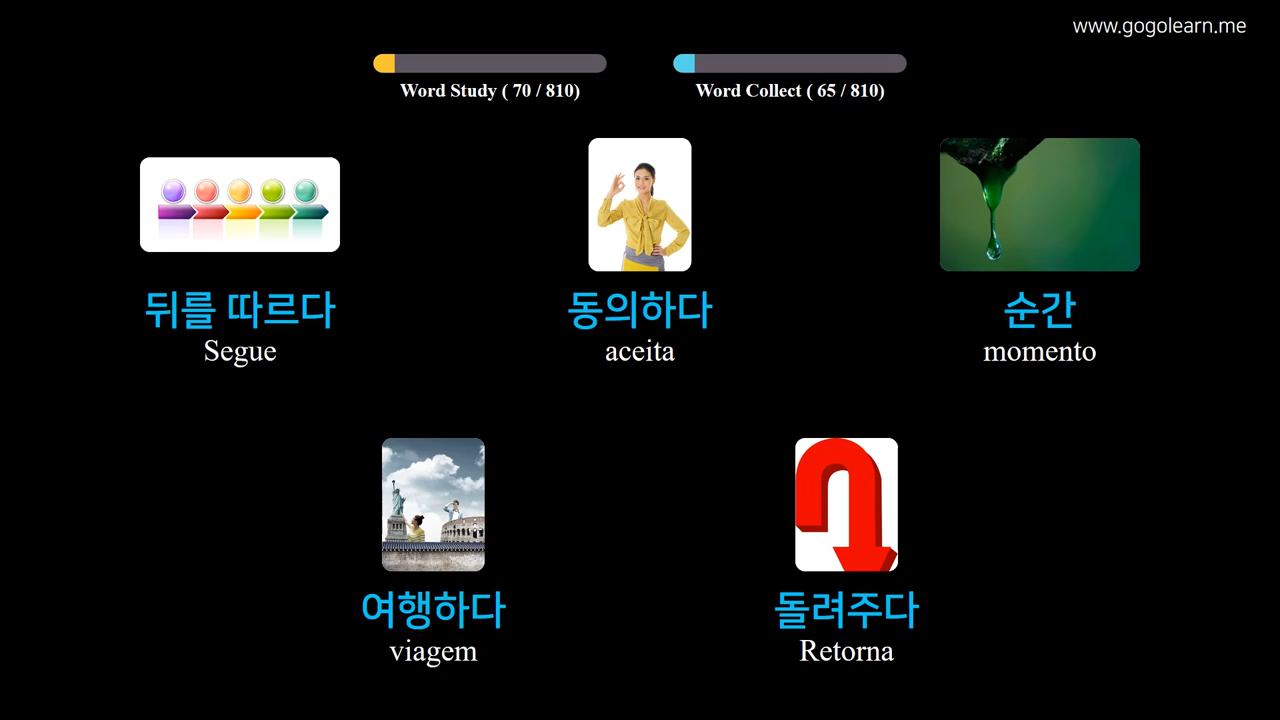 www.gogolearn.me
Word Study ( 70 / 810)
Word Collect ( 65 / 810)
뒤를 따르다
Segue
동의하다
aceita
순간
momento
여행하다
viagem
돌려주다
Retorna